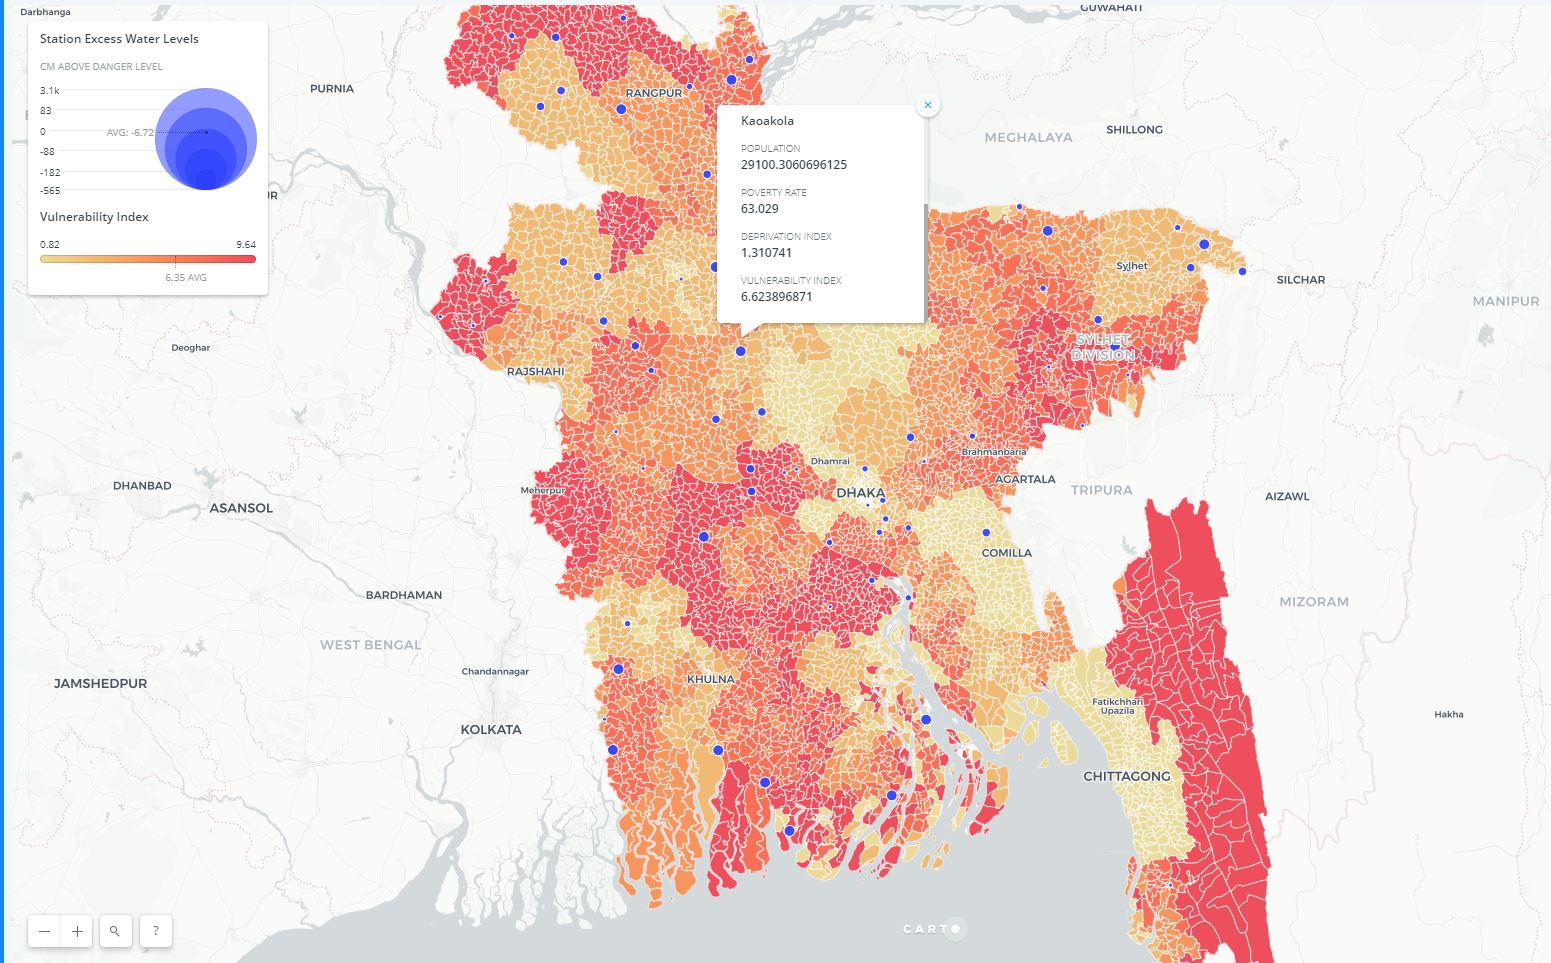 Darbhanga
GUWAHATI
Station Excess Water Levels
CM ABOVE DANGER LEVEL
3.1k
83
0
AVG: -6.72
-88
-182
-565
Vulnerability Index
0.82
9.64
6.35 AVG
PURNIA
RANGPUR
Kaoakola
POPULATION
29100.3060696125
POVERTY RATE
63.029
DEPRIVATION INDEX
1.310741
VULNERABILITY INDEX
6.623896871
MEGHALAYA
SHILLONG
Sylhet
SILCHAR
MANIPUR
SYLHET
DIVISION
Deoghar
RAJSHAHI
Dhamrai
Brahmanbaria
DHANBAD
Meherpur
DHAKA
AGARTALA
TRIPURA
AIZAWL
ASANSOL
COMILLA
BARDHAMAN
MIZORAM
WEST BENGAL
Chandannagar
KHULNA
JAMSHEDPUR
Fatikchhari
Upazila
Hakha
KOLKATA
CHITTAGONG
?
CARTO